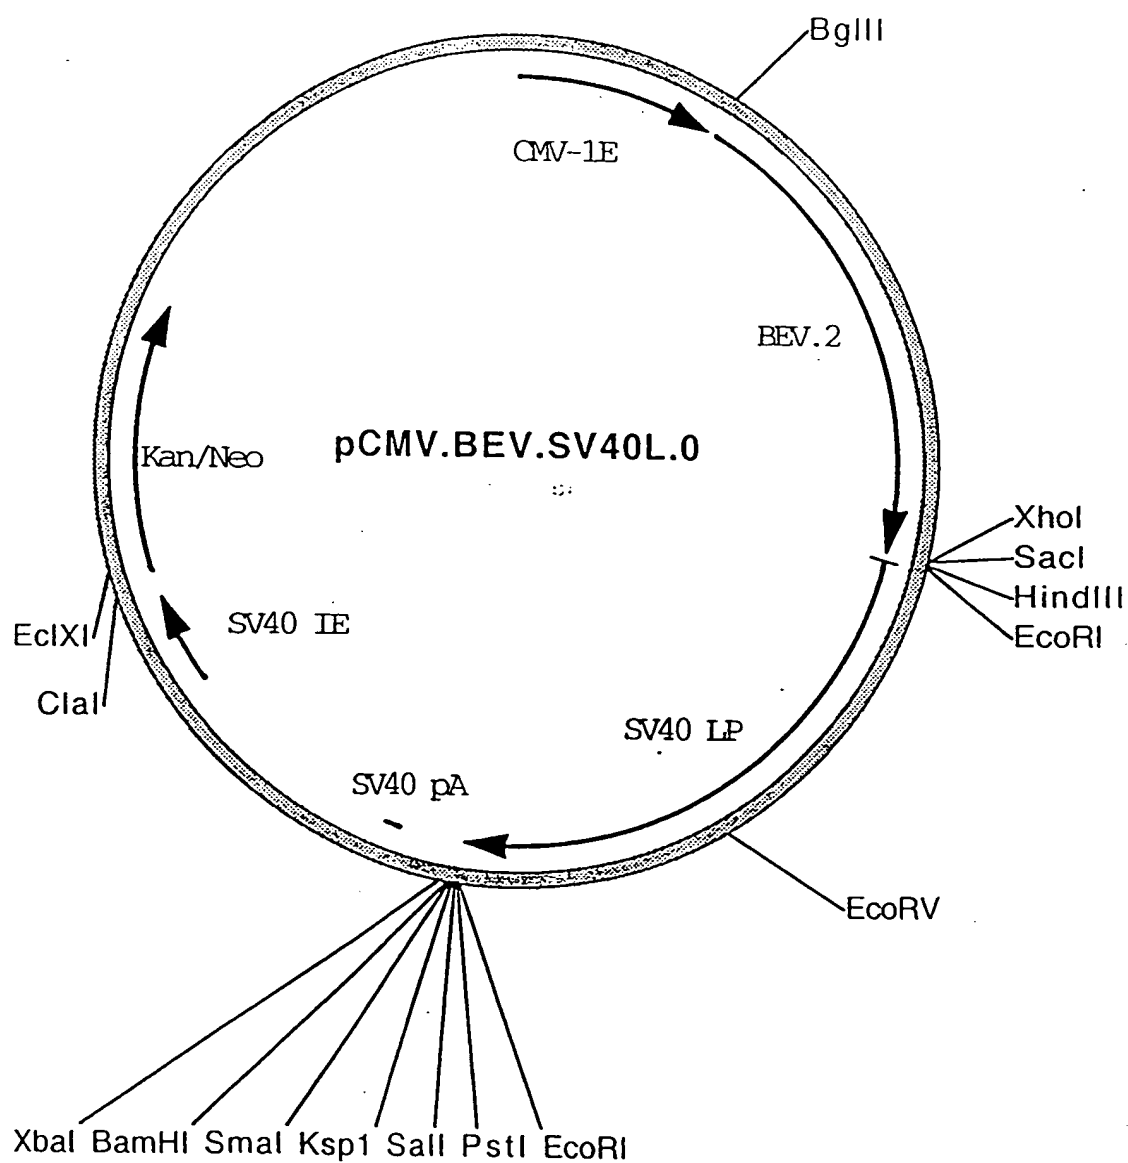 BglII
CMV-1E
BEV.2
pCMV.BEV.SV40L.0
Kan/Neo
XhoI
SacI
HindIII
EcoRI
SV40 IE
EclXI
ClaI
SV40 LP
SV40 pA
EcoRV
XbaI BamHI SmaI Ksp1 SalI PstI EcoRI